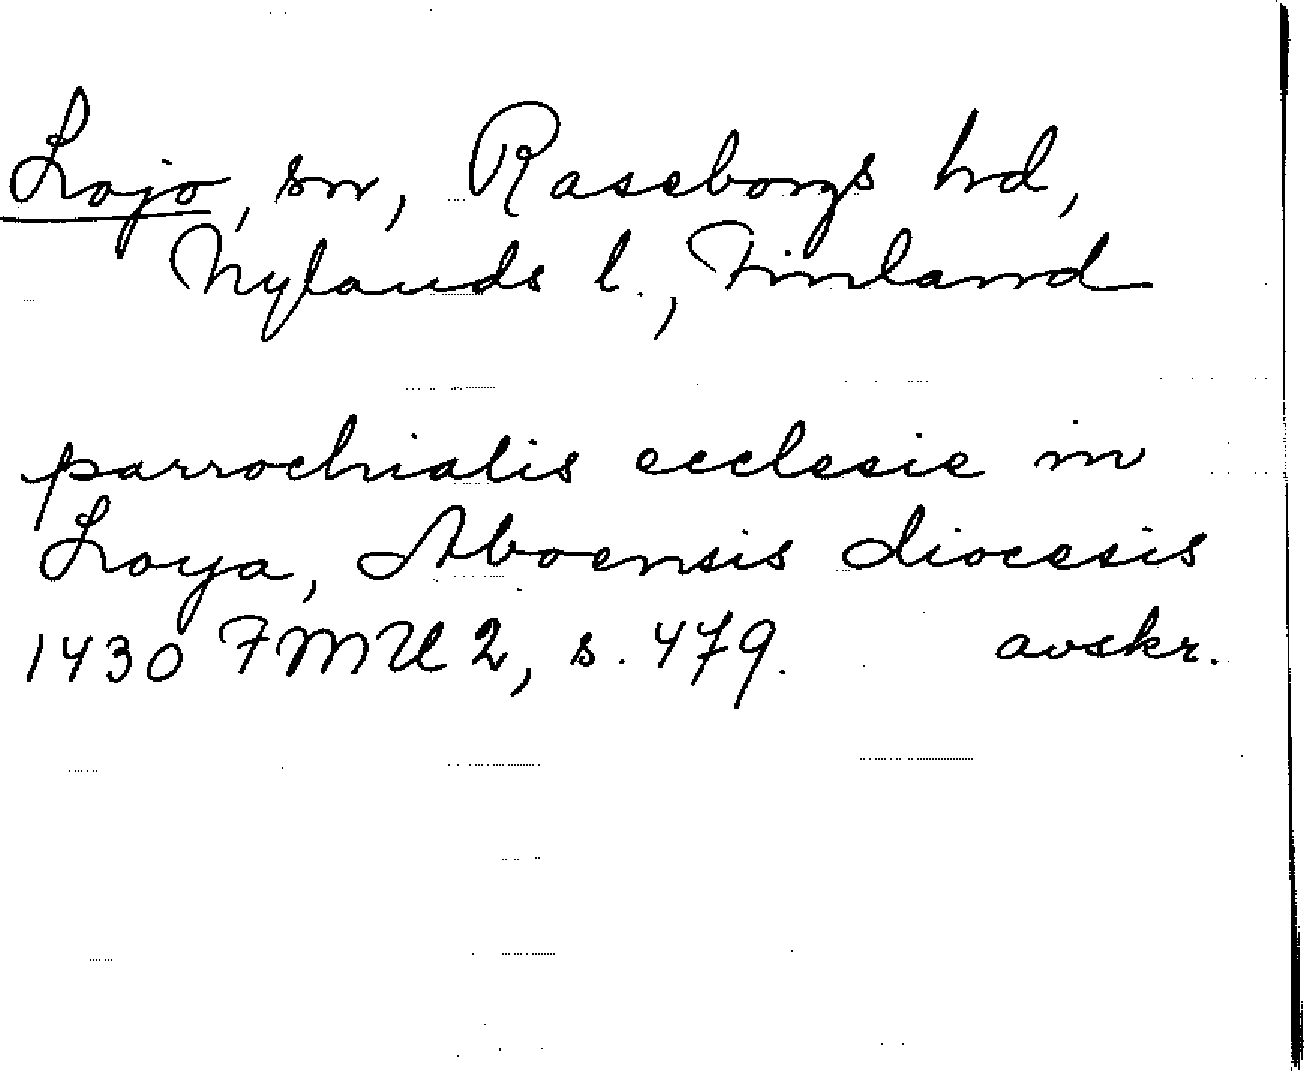 Lojo, sn, Raseborgs hd,
Nylands l., Finland
parrochialis ecclesie in
Loya, Aboensis diocesis
1430 FMU 2, s. 479. avskr.